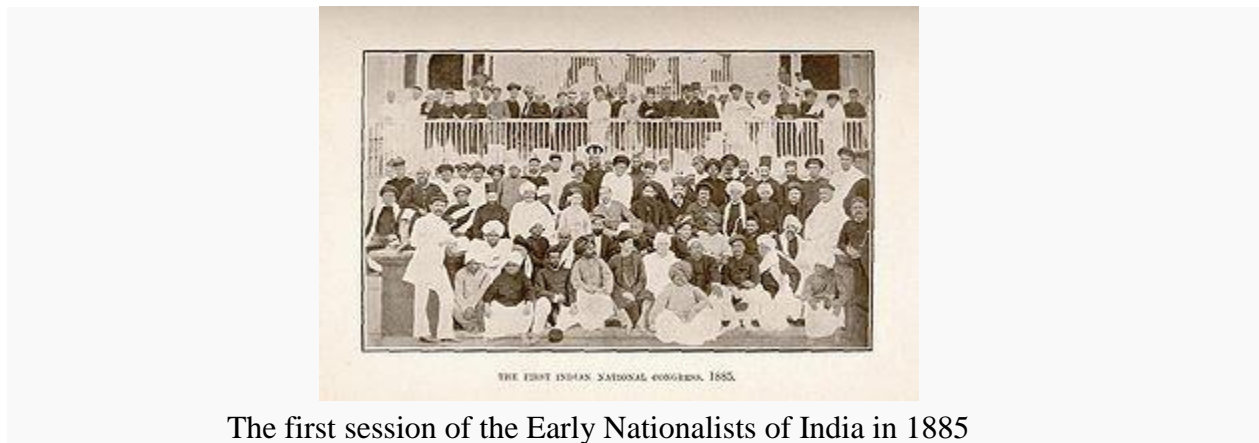 THE FIRST INDIAN NATIONAL CONGRESS, 1885.
The first session of the Early Nationalists of India in 1885